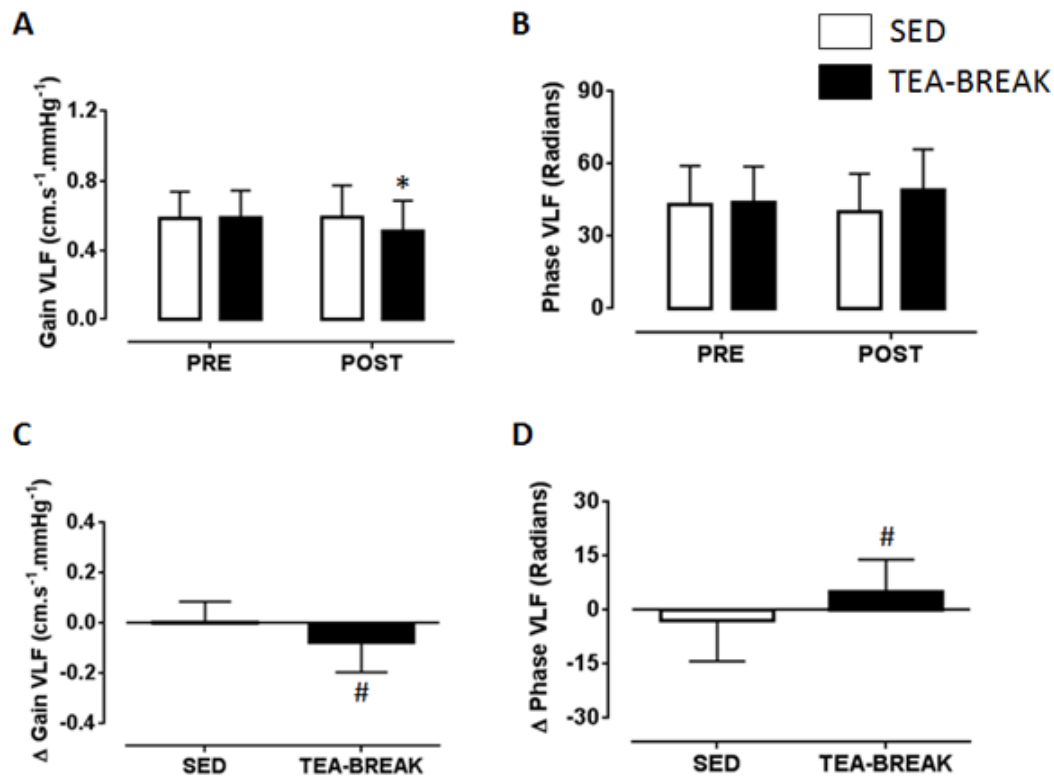 A
Gain VLF (cm.s⁻¹.mmHg⁻¹)
1.2
0.8
0.4
0.0
*
PRE
POST
B
SED
TEA-BREAK
Phase VLF (Radians)
90
60
30
0
PRE
POST
C
Δ Gain VLF (cm.s⁻¹.mmHg⁻¹)
0.4
0.2
0.0
-0.2
-0.4
#
SED
TEA-BREAK
D
Δ Phase VLF (Radians)
30
15
0
-15
-30
#
SED
TEA-BREAK